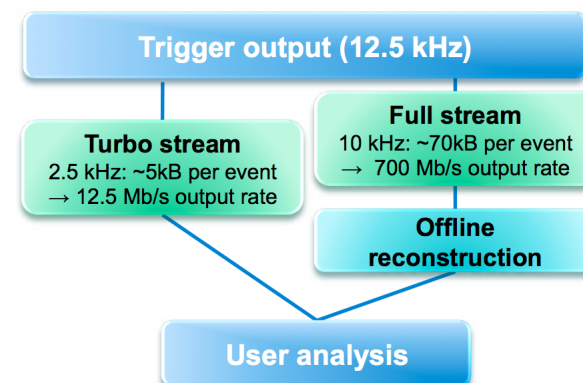 Trigger output (12.5 kHz)
Turbo stream
2.5 kHz: ~5kB per event
→ 12.5 Mb/s output rate
Full stream
10 kHz: ~70kB per event
→ 700 Mb/s output rate
Offline
reconstruction
User analysis